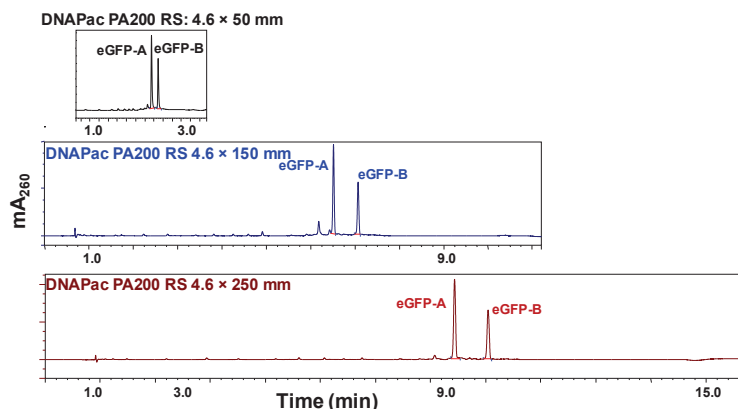 DNAPac PA200 RS: 4.6 × 50 mm
eGFP-A eGFP-B
1.0 3.0
DNAPac PA200 RS 4.6 × 150 mm
eGFP-A
eGFP-B
mA260
1.0 9.0
DNAPac PA200 RS 4.6 × 250 mm
eGFP-A
eGFP-B
1.0 3.0 9.0 15.0
Time (min)